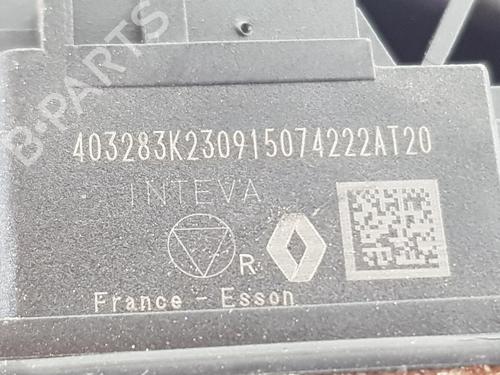 B-PARTS
403283K230915074222AT20
INTEVA
R
France - Esson